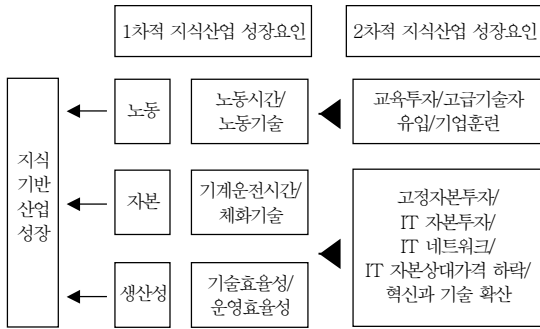 1차적 지식산업 성장요인
2차적 지식산업 성장요인
지식
기반
산업
성장
노동
노동시간/
노동기술
교육투자/고급기술자
유입/기업훈련
자본
기계운전시간/
체화기술
고정자본투자/
IT 자본투자/
IT 네트워크/
IT 자본상대가격 하락/
혁신과 기술 확산
생산성
기술효율성/
운영효율성